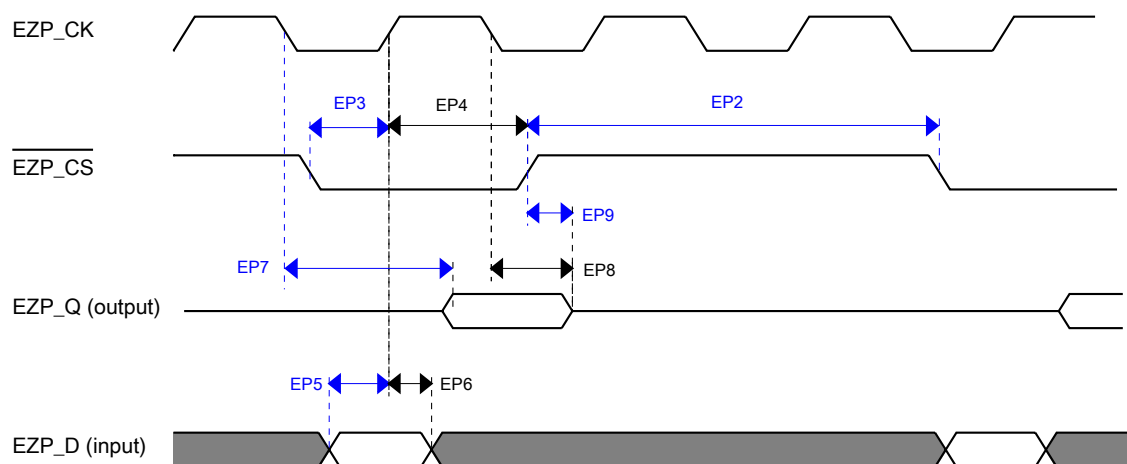 EZP_CK
EP3
EP4
EP2
EZP_CS
EP9
EP7
EP8
EZP_Q (output)
EP5
EP6
EZP_D (input)